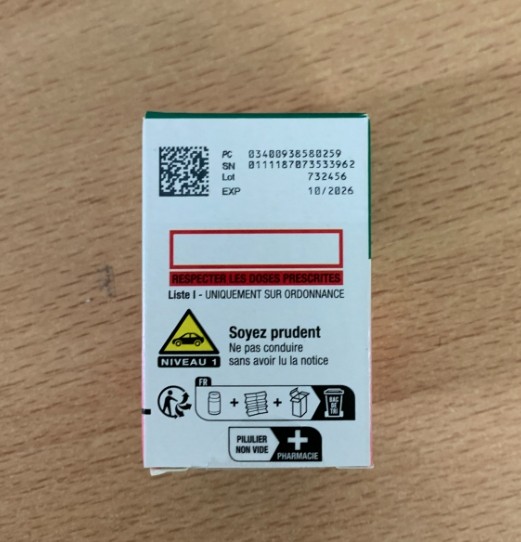 PC 03400938580259
SN 0111187073533962
Lot 732456
EXP 10/2026
RESPECTER LES DOSES PRESCRITES
Liste I - UNIQUEMENT SUR ORDONNANCE
Soyez prudent
Ne pas conduire
sans avoir lu la notice
NIVEAU 1
FR
+ +
BAC
DE
TRI
PILULIER
NON VIDE
PHARMACIE